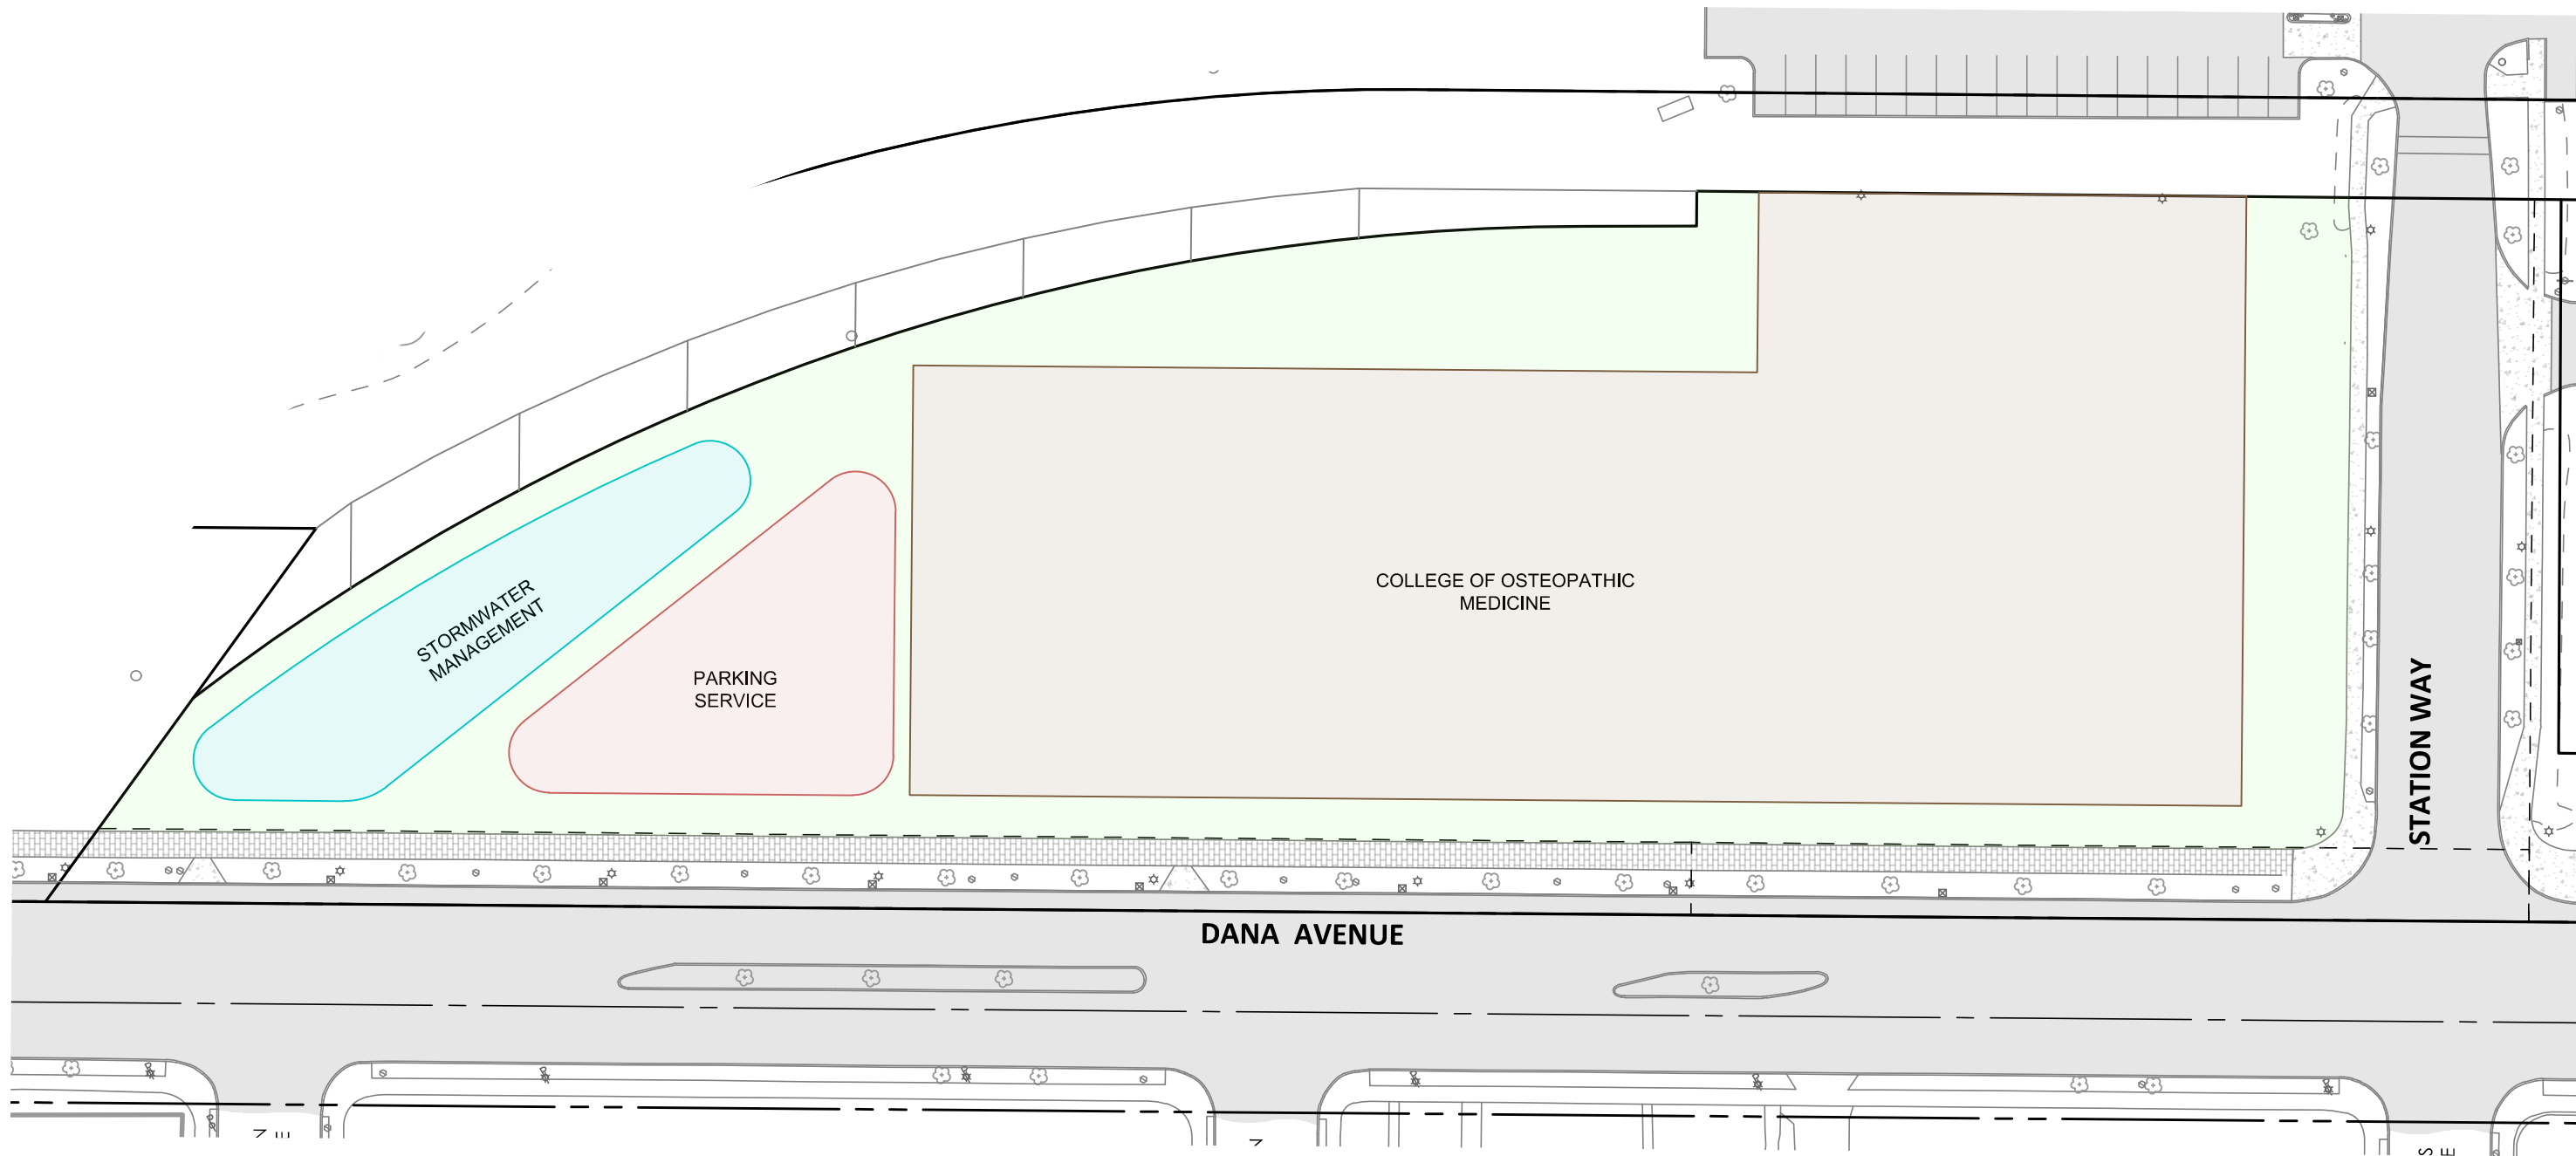 COLLEGE OF OSTEOPATHIC
MEDICINE
STORMWATER
MANAGEMENT
PARKING
SERVICE
STATION WAY
DANA AVENUE